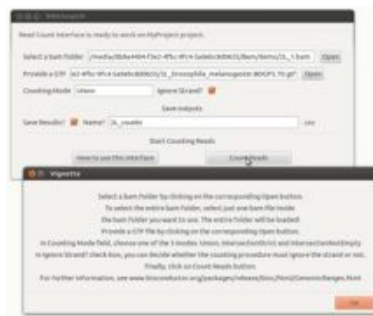 Read Count Interface is ready to work on MyProject project.
Select a bam folder Open
Provide a GTF Open
Counting Mode Union Ignore Strand?
Save outputs
Save Results? Name? .csv
Start Counting Reads
How to use this interface Count Reads
Vignette
Select a bam folder by clicking on the corresponding Open button.
To select the entire bam folder, select just one bam file inside
the bam folder you want to use. The entire folder will be loaded!
Provide a GTF file by clicking on the corresponding Open button.
In Counting Mode field, choose one of the 3 modes: Union, IntersectionStrict and IntersectionNotEmpty
In Ignore Strand? check box, you can decide whether the counting procedure must ignore the strand or not.
Finally, click on Count Reads button.
For further information, see